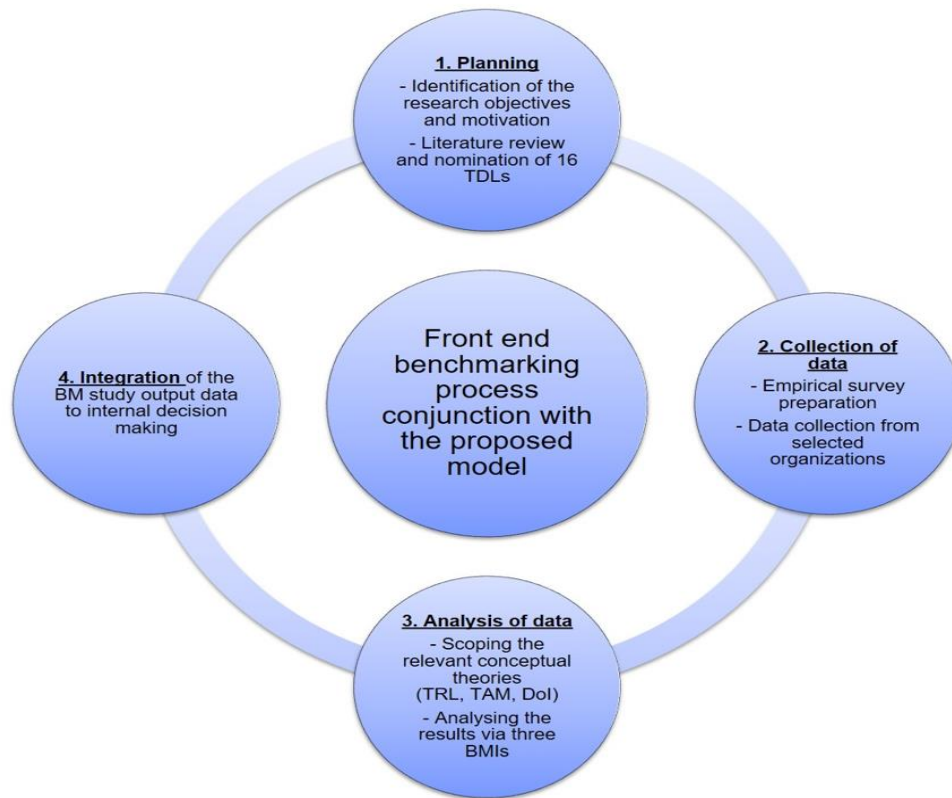 1. Planning
- Identification of the
research objectives
and motivation
- Literature review
and nomination of 16
TDLs
2. Collection of
data
- Empirical survey
preparation
- Data collection from
selected
organizations
3. Analysis of data
- Scoping the
relevant conceptual
theories
(TRL, TAM, DoI)
- Analysing the
results via three
BMIs
4. Integration of the
BM study output data
to internal decision
making
Front end
benchmarking
process
conjunction with
the proposed
model